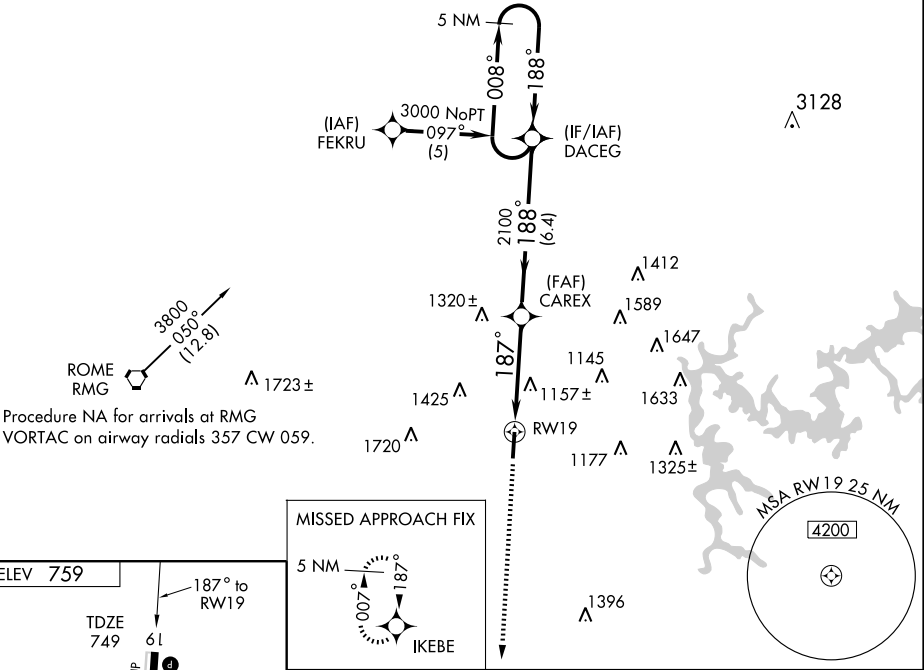 5 NM
008°
188°
3000 NoPT
097°
(5)
(IAF)
FEKRU
(IF/IAF)
DACEG
3128
2100
188°
(6.4)
1412
(FAF)
CAREX
1320±
1589
187°
1647
3800
050°
(12.8)
ROME
RMG
1723±
1145
1157±
1633
1425
Procedure NA for arrivals at RMG
VORTAC on airway radials 357 CW 059.
RW19
1720
1177
1325±
MSA RW19 25 NM
4200
MISSED APPROACH FIX
5 NM
007°
187°
IKEBE
1396
ELEV 759
187° to
RW19
TDZE
749
19
P